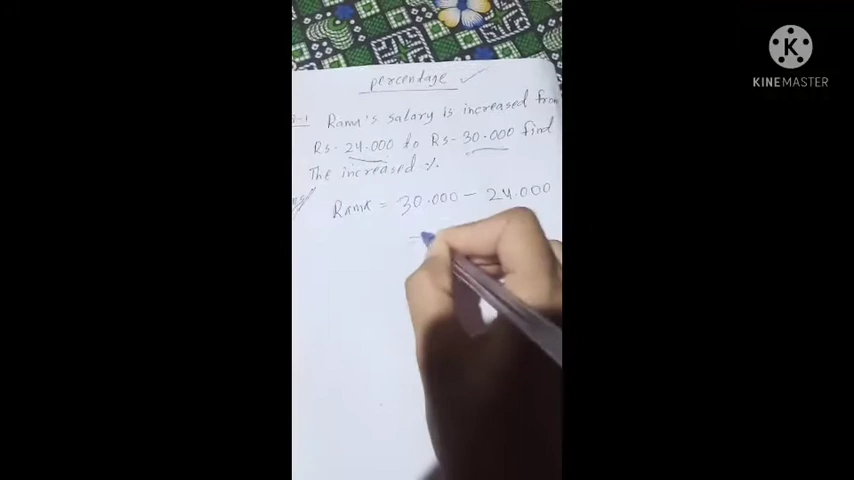 percentage
Rama's salary is increased from
Rs- 24.000 to Rs- 30.000 find
The increased %.
Rama = 30.000 - 24.000
K
KINEMASTER